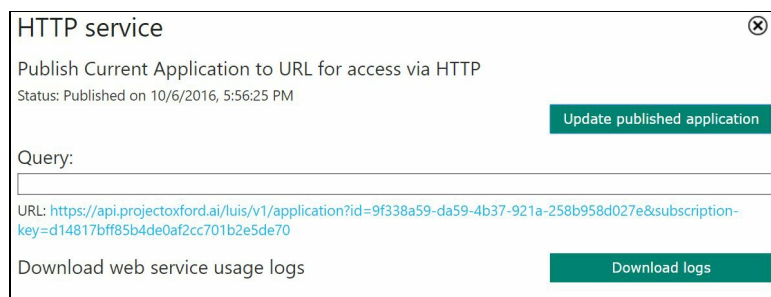 HTTP service
Publish Current Application to URL for access via HTTP
Status: Published on 10/6/2016, 5:56:25 PM
Update published application
Query:
URL: https://api.projectoxford.ai/luis/v1/application?id=9f338a59-da59-4b37-921a-258b958d027e&subscription-
key=d14817bff85b4de0af2cc701b2e5de70
Download web service usage logs
Download logs